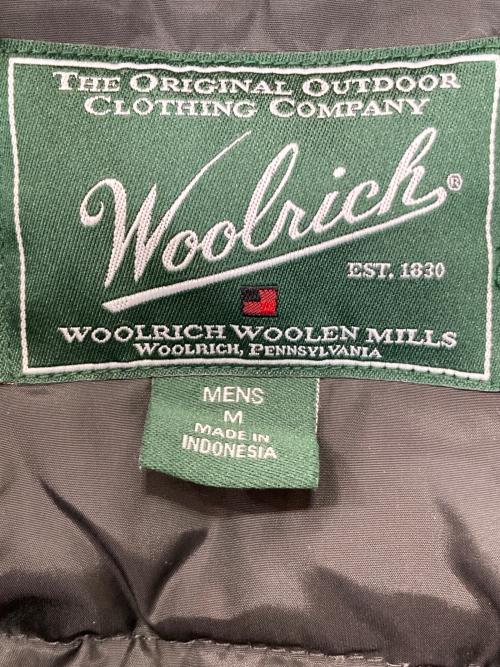 The Original Outdoor
Clothing Company
Woolrich®
EST. 1830
Woolrich Woolen Mills
Woolrich, Pennsylvania
MENS
M
MADE IN
INDONESIA